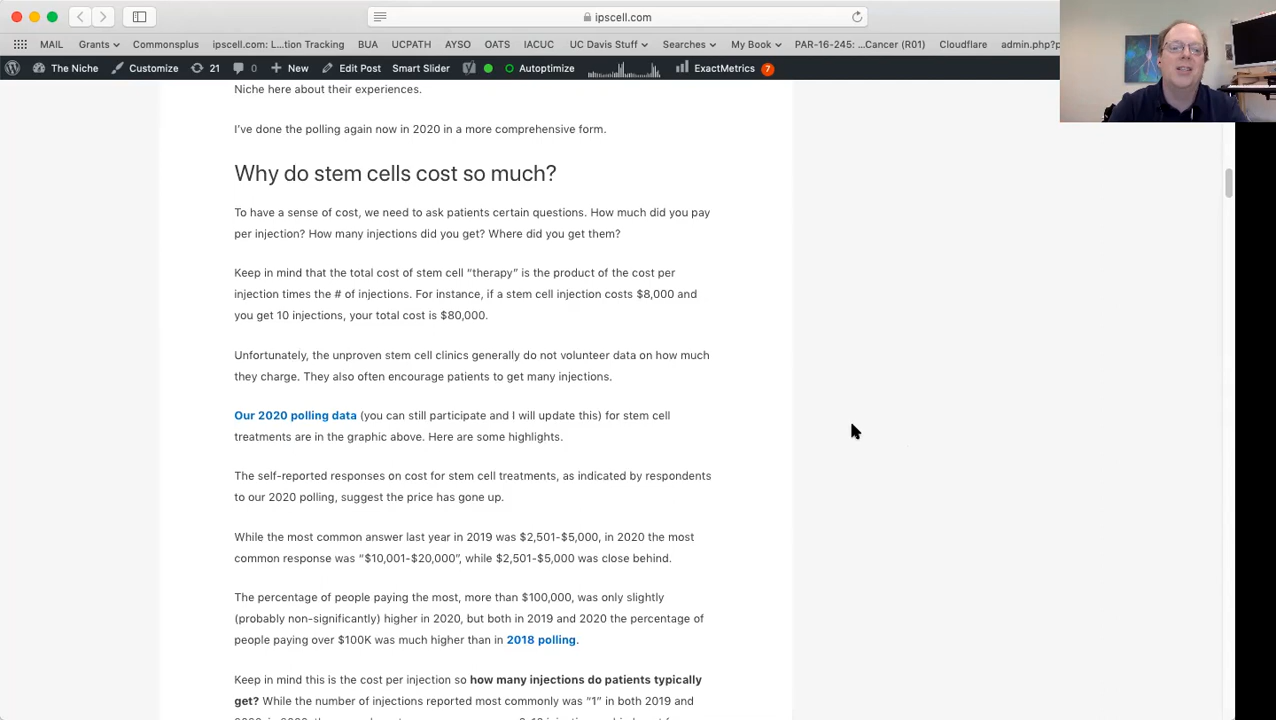 ipscell.com
MAIL Grants Commonsplus ipscell.com: L...tion Tracking BUA UCPATH AYSO OATS IACUC UC Davis Stuff Searches My Book PAR-16-245: ...Cancer (R01) Cloudflare admin.php?p
The Niche Customize 21 0 New Edit Post Smart Slider Autoptimize ExactMetrics 7
Niche here about their experiences.
I’ve done the polling again now in 2020 in a more comprehensive form.
Why do stem cells cost so much?
To have a sense of cost, we need to ask patients certain questions. How much did you pay
per injection? How many injections did you get? Where did you get them?
Keep in mind that the total cost of stem cell “therapy” is the product of the cost per
injection times the # of injections. For instance, if a stem cell injection costs $8,000 and
you get 10 injections, your total cost is $80,000.
Unfortunately, the unproven stem cell clinics generally do not volunteer data on how much
they charge. They also often encourage patients to get many injections.
Our 2020 polling data (you can still participate and I will update this) for stem cell
treatments are in the graphic above. Here are some highlights.
The self-reported responses on cost for stem cell treatments, as indicated by respondents
to our 2020 polling, suggest the price has gone up.
While the most common answer last year in 2019 was $2,501-$5,000, in 2020 the most
common response was “$10,001-$20,000”, while $2,501-$5,000 was close behind.
The percentage of people paying the most, more than $100,000, was only slightly
(probably non-significantly) higher in 2020, but both in 2019 and 2020 the percentage of
people paying over $100K was much higher than in 2018 polling.
Keep in mind this is the cost per injection so how many injections do patients typically
get? While the number of injections reported most commonly was “1” in both 2019 and